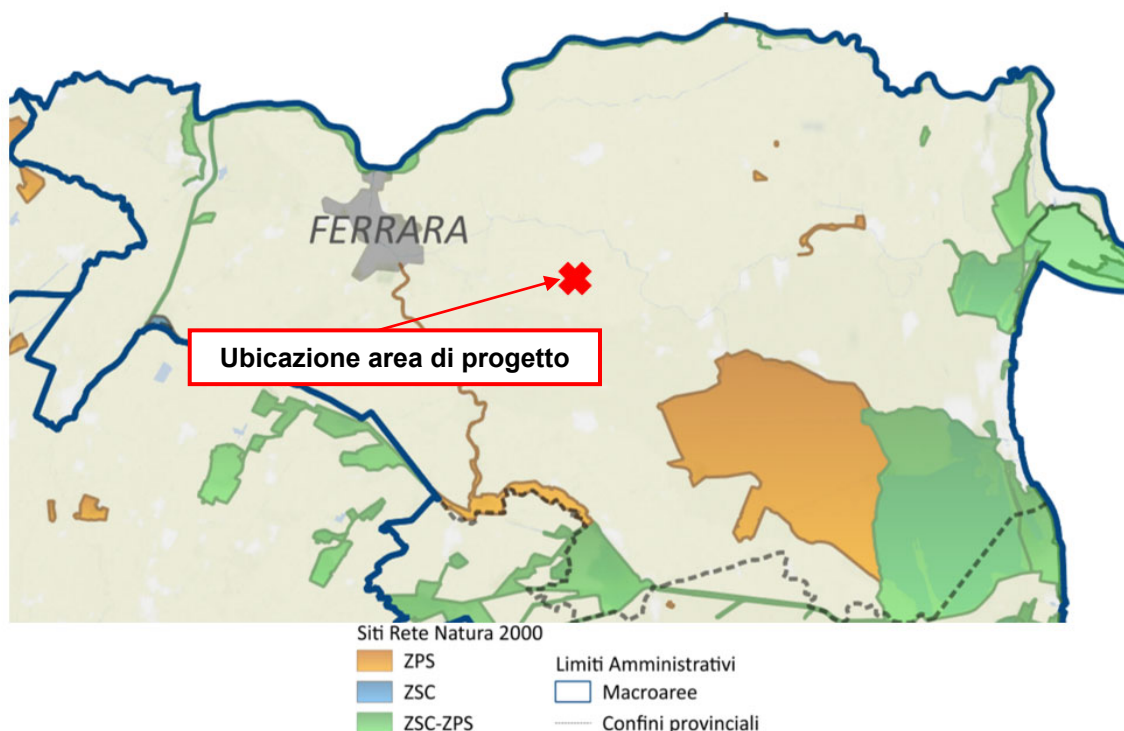 FERRARA
Ubicazione area di progetto
Siti Rete Natura 2000
ZPS
Limiti Amministrativi
ZSC
Macroaree
ZSC-ZPS
Confini provinciali